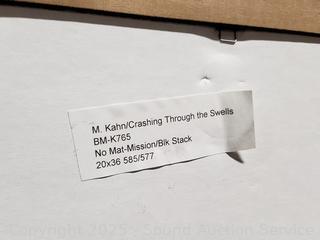 M. Kahn/Crashing Through the Swells
BM-K765
No Mat-Mission/Blk Stack
20x36 585/577
Copyright 2025 - Sound Auction Service